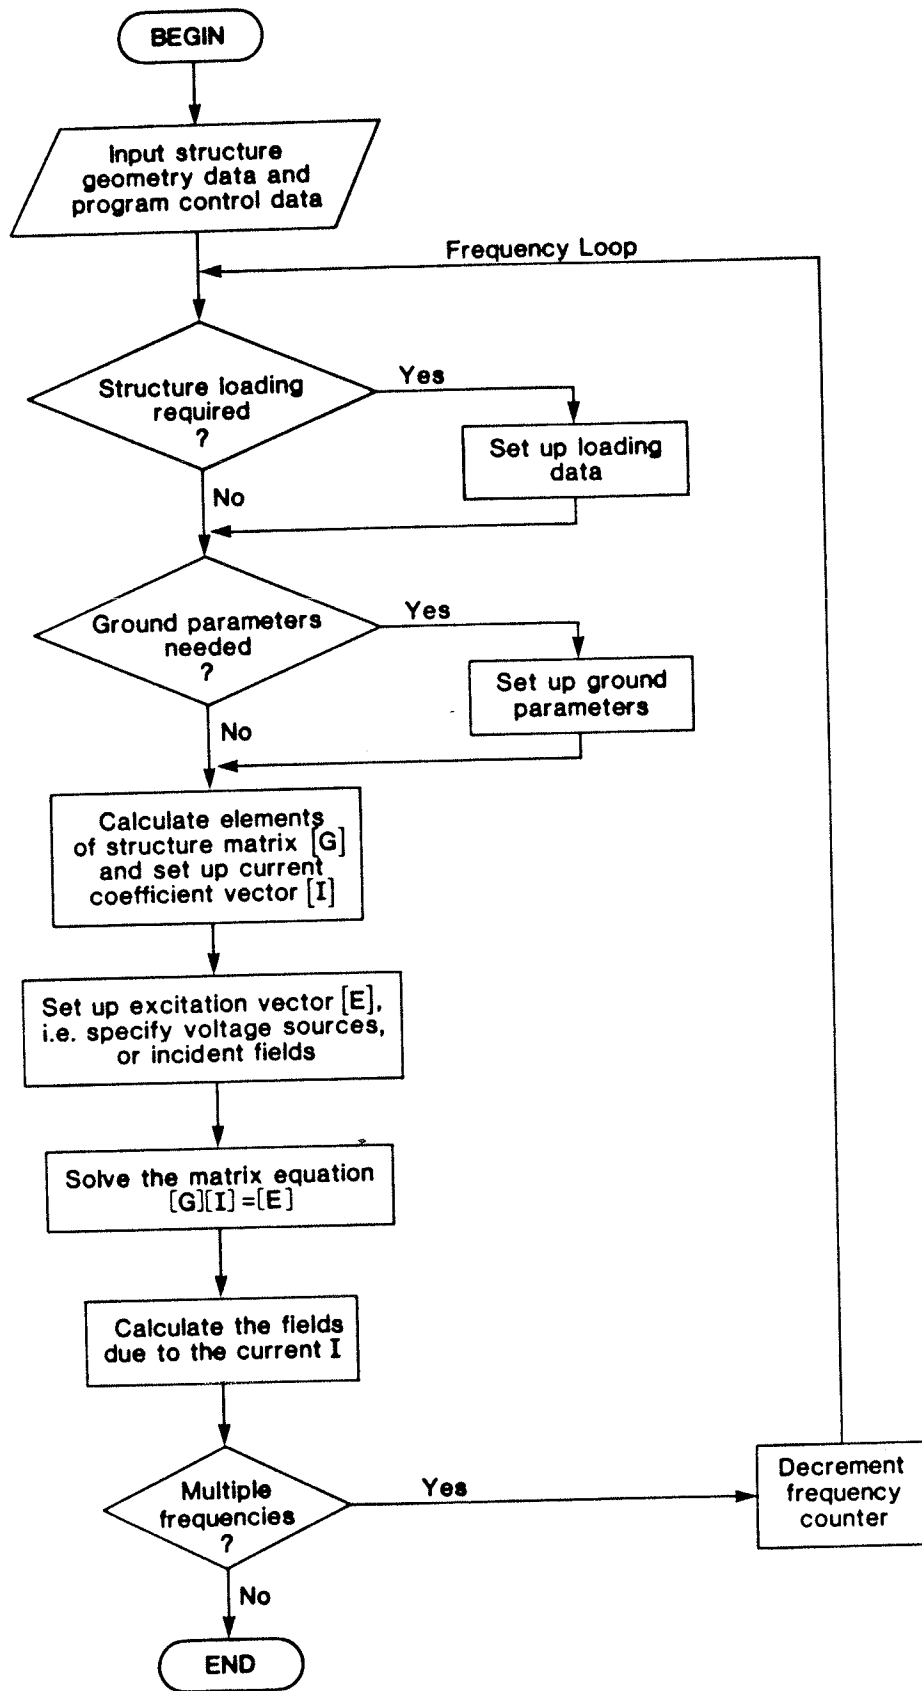 BEGIN
Input structure
geometry data and
program control data
Frequency Loop
Structure loading
required
?
Yes
Set up loading
data
No
Ground parameters
needed
?
Yes
Set up ground
parameters
No
Calculate elements
of structure matrix [G]
and set up current
coefficient vector [I]
Set up excitation vector [E],
i.e. specify voltage sources,
or incident fields
Solve the matrix equation
[G][I]=[E]
Calculate the fields
due to the current I
Multiple
frequencies
?
Yes
Decrement
frequency
counter
No
END